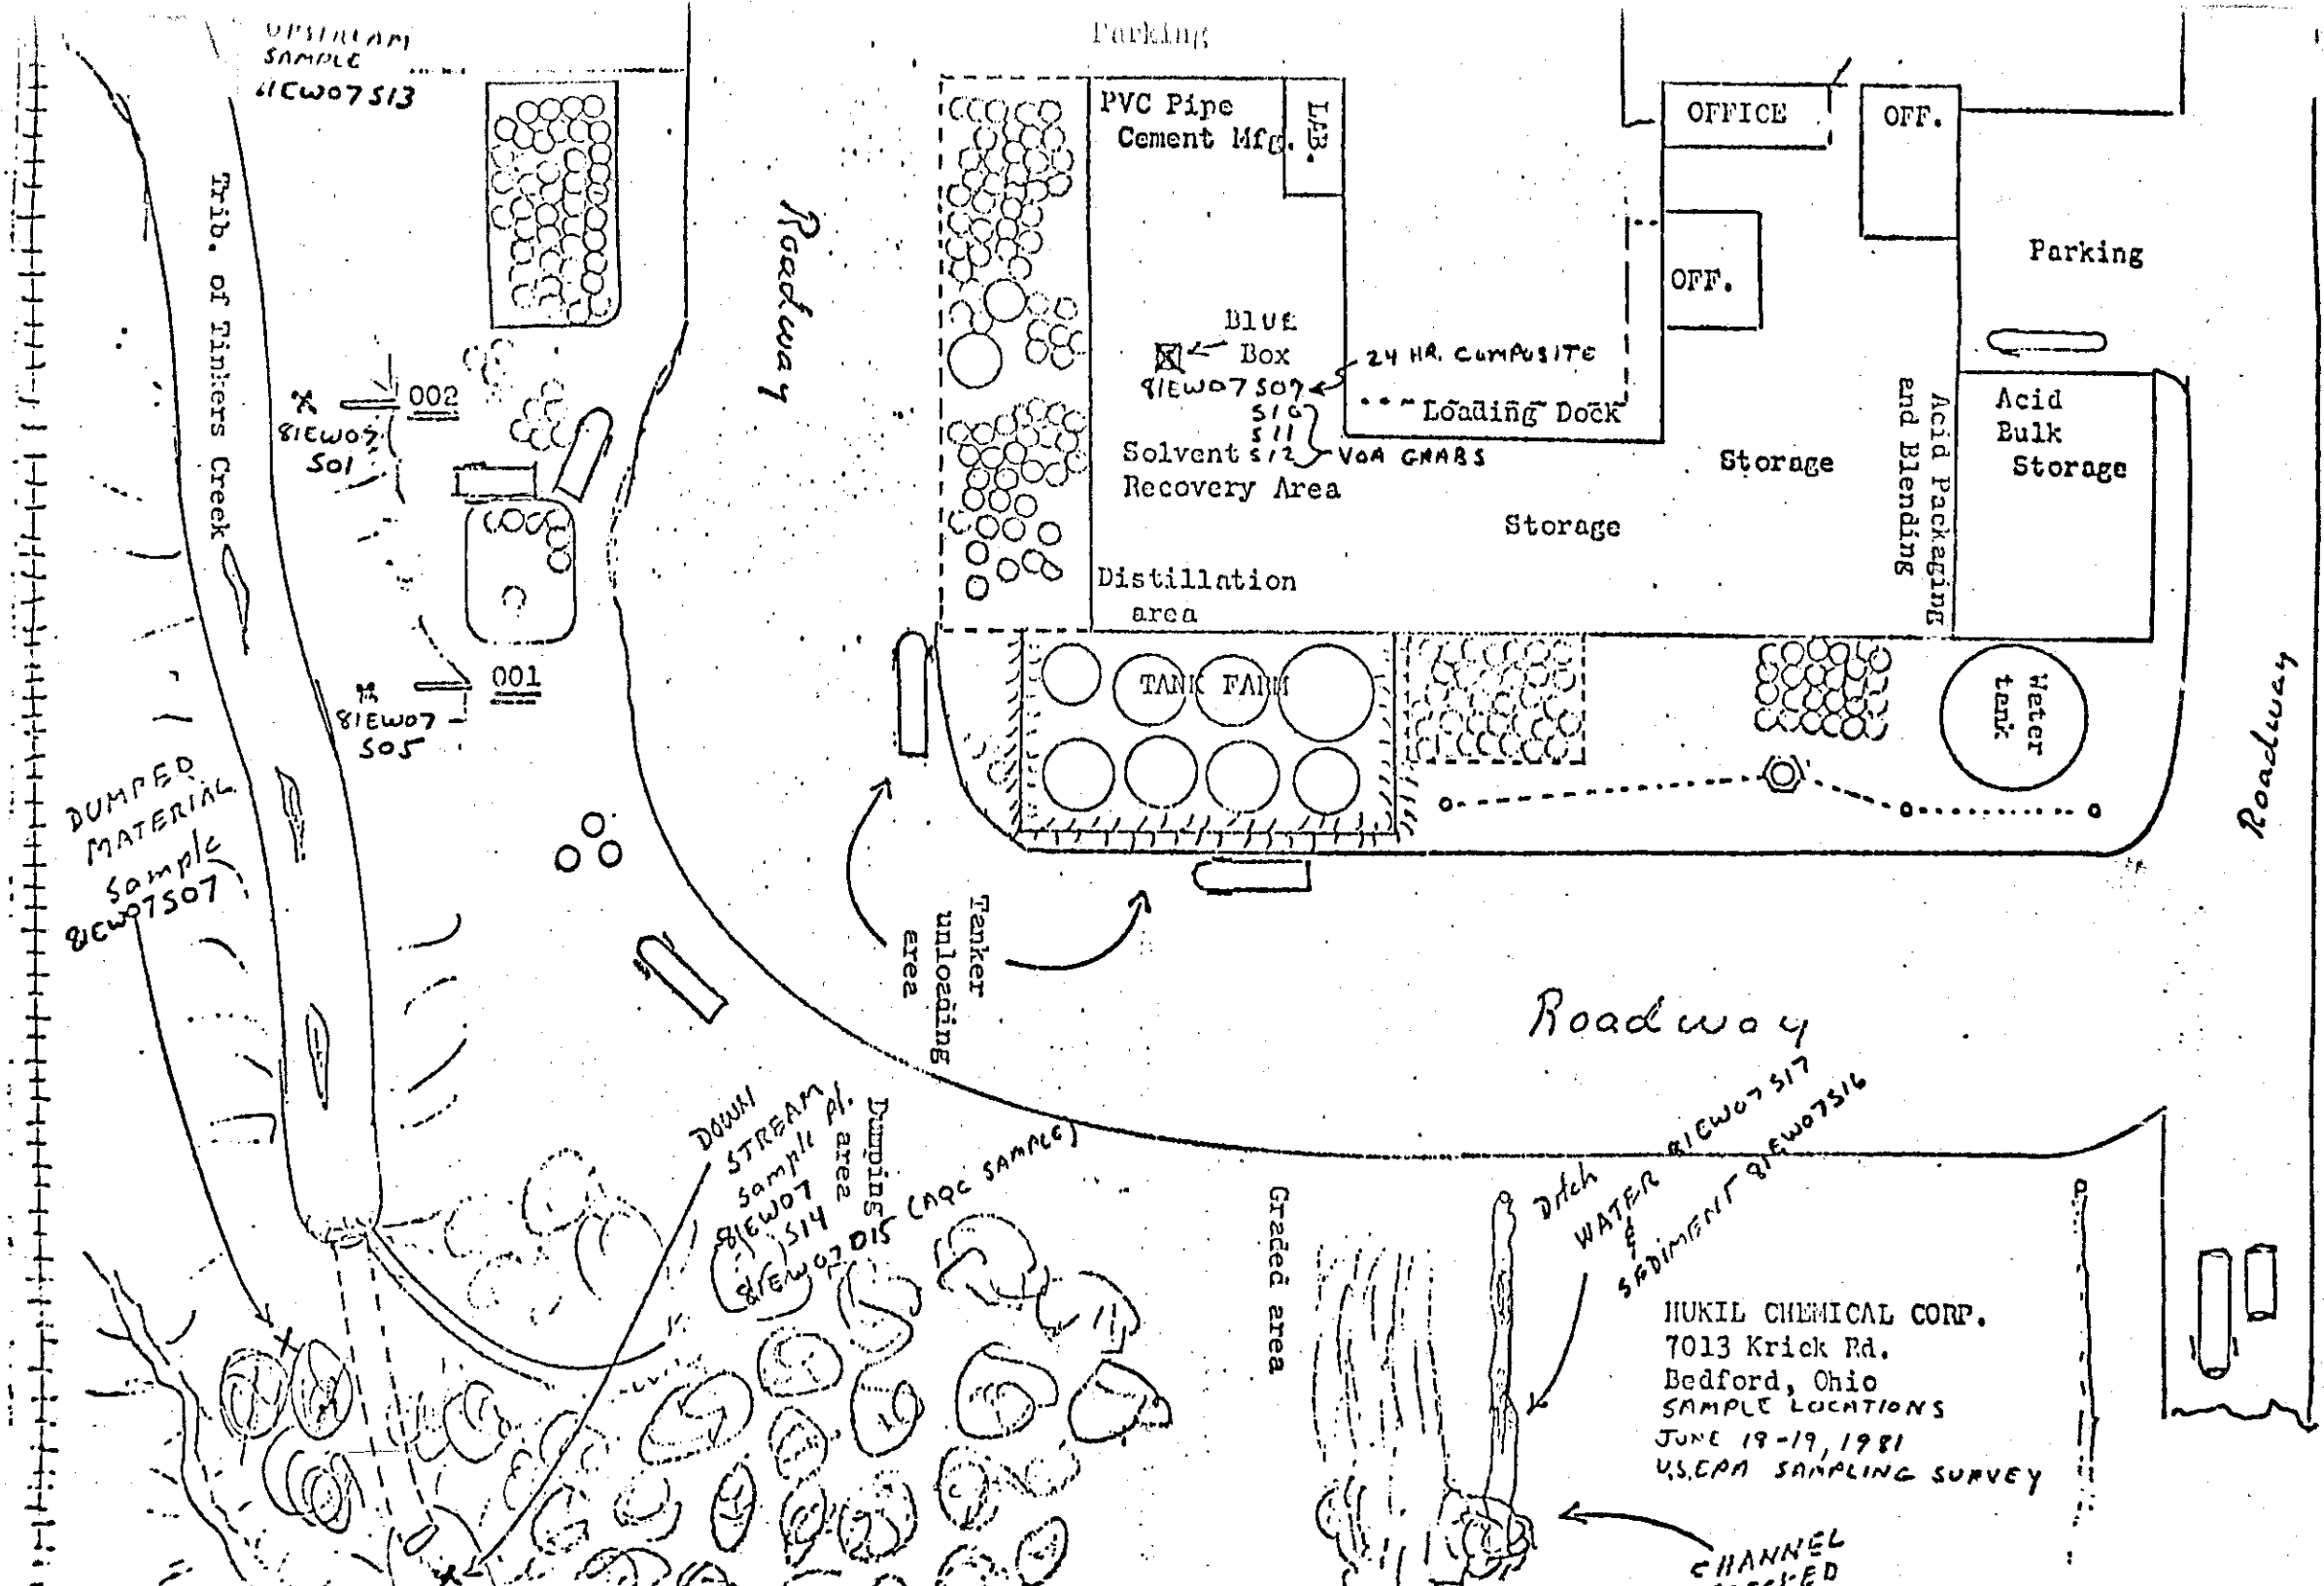 UPSTREAM
SAMPLE
81EW07S13
Parking
Trib. of Tinkers Creek
Roadway
PVC Pipe
Cement Mfg.
LAB.
OFFICE
OFF.
OFF.
Parking
Blue
Box
24 HR. COMPOSITE
81EW07S09
S10
S11
S12
VOA GRABS
Loading Dock
Solvent
Recovery Area
Storage
Storage
Acid Packaging
and Blending
Acid
Bulk
Storage
Distillation
area
002
81EW07
S01
001
81EW07
S05
TANK FARM
Water
tank
Roadway
DUMPED
MATERIAL
Sample
81EW07S07
Tanker
unloading
area
Roadway
DOWN
STREAM
Sample pt.
81EW07
S14
81EW07D15 (AQC SAMPLE)
Dumping
area
Graded area
Ditch
WATER 81EW07S17
&
SEDIMENT 81EW07S16
HUKIL CHEMICAL CORP.
7013 Krick Rd.
Bedford, Ohio
SAMPLE LOCATIONS
JUNE 18-19, 1981
U.S.EPA SAMPLING SURVEY
CHANNEL